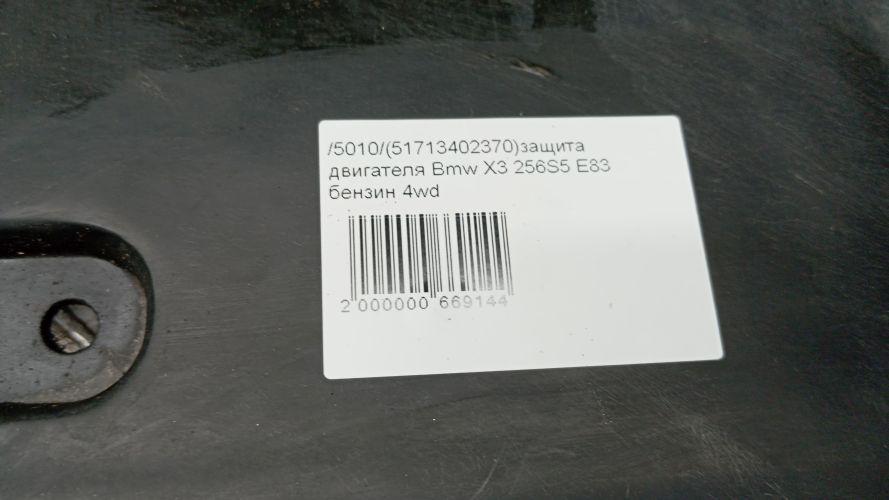 /5010/(51713402370)защита
двигателя Bmw X3 256S5 E83
бензин 4wd
2 000000 669144